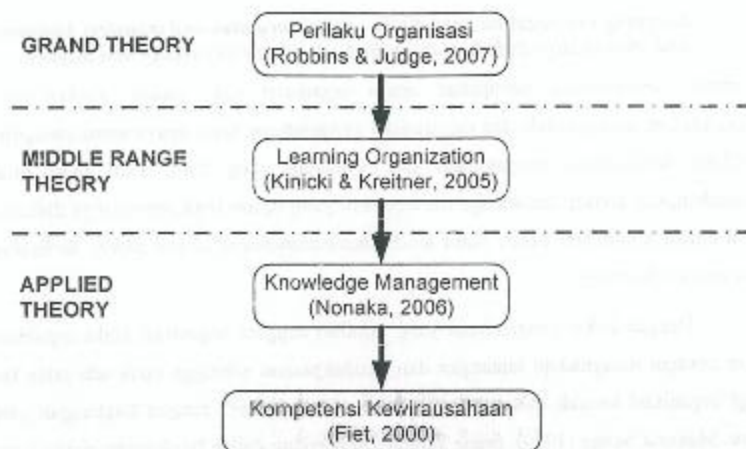 GRAND THEORY
Perilaku Organisasi
(Robbins & Judge, 2007)
MIDDLE RANGE
THEORY
Learning Organization
(Kinicki & Kreitner, 2005)
APPLIED
THEORY
Knowledge Management
(Nonaka, 2006)
Kompetensi Kewirausahaan
(Fiet, 2000)